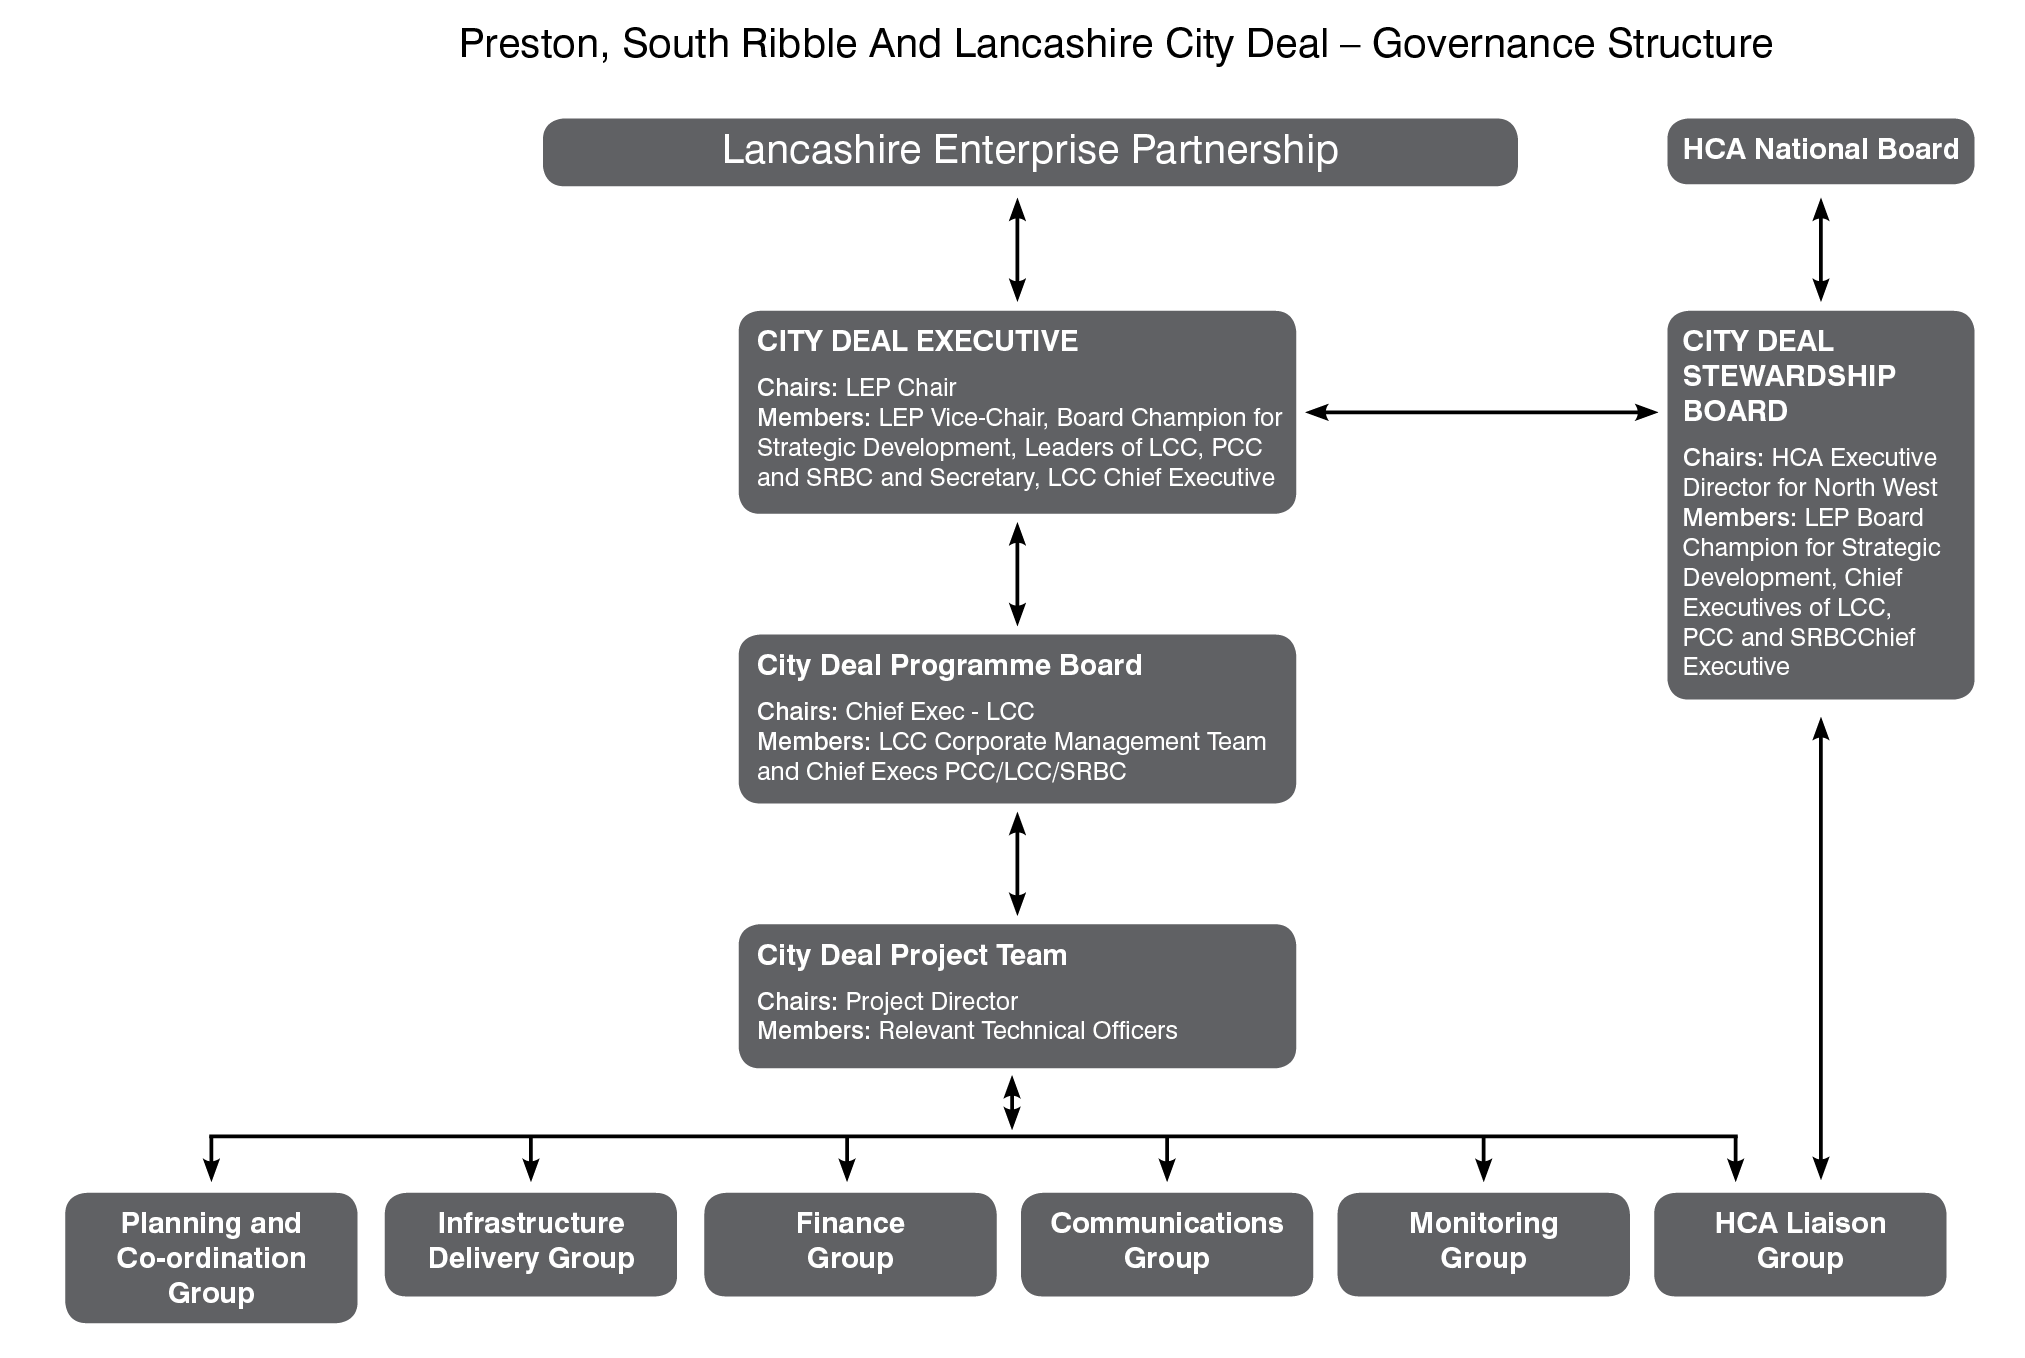 Preston, South Ribble And Lancashire City Deal – Governance Structure
Lancashire Enterprise Partnership
HCA National Board
CITY DEAL EXECUTIVE
Chairs: LEP Chair
Members: LEP Vice-Chair, Board Champion for
Strategic Development, Leaders of LCC, PCC
and SRBC and Secretary, LCC Chief Executive
CITY DEAL
STEWARDSHIP
BOARD
Chairs: HCA Executive
Director for North West
Members: LEP Board
Champion for Strategic
Development, Chief
Executives of LCC,
PCC and SRBCChief
Executive
City Deal Programme Board
Chairs: Chief Exec - LCC
Members: LCC Corporate Management Team
and Chief Execs PCC/LCC/SRBC
City Deal Project Team
Chairs: Project Director
Members: Relevant Technical Officers
Planning and
Co-ordination
Group
Infrastructure
Delivery Group
Finance
Group
Communications
Group
Monitoring
Group
HCA Liaison
Group